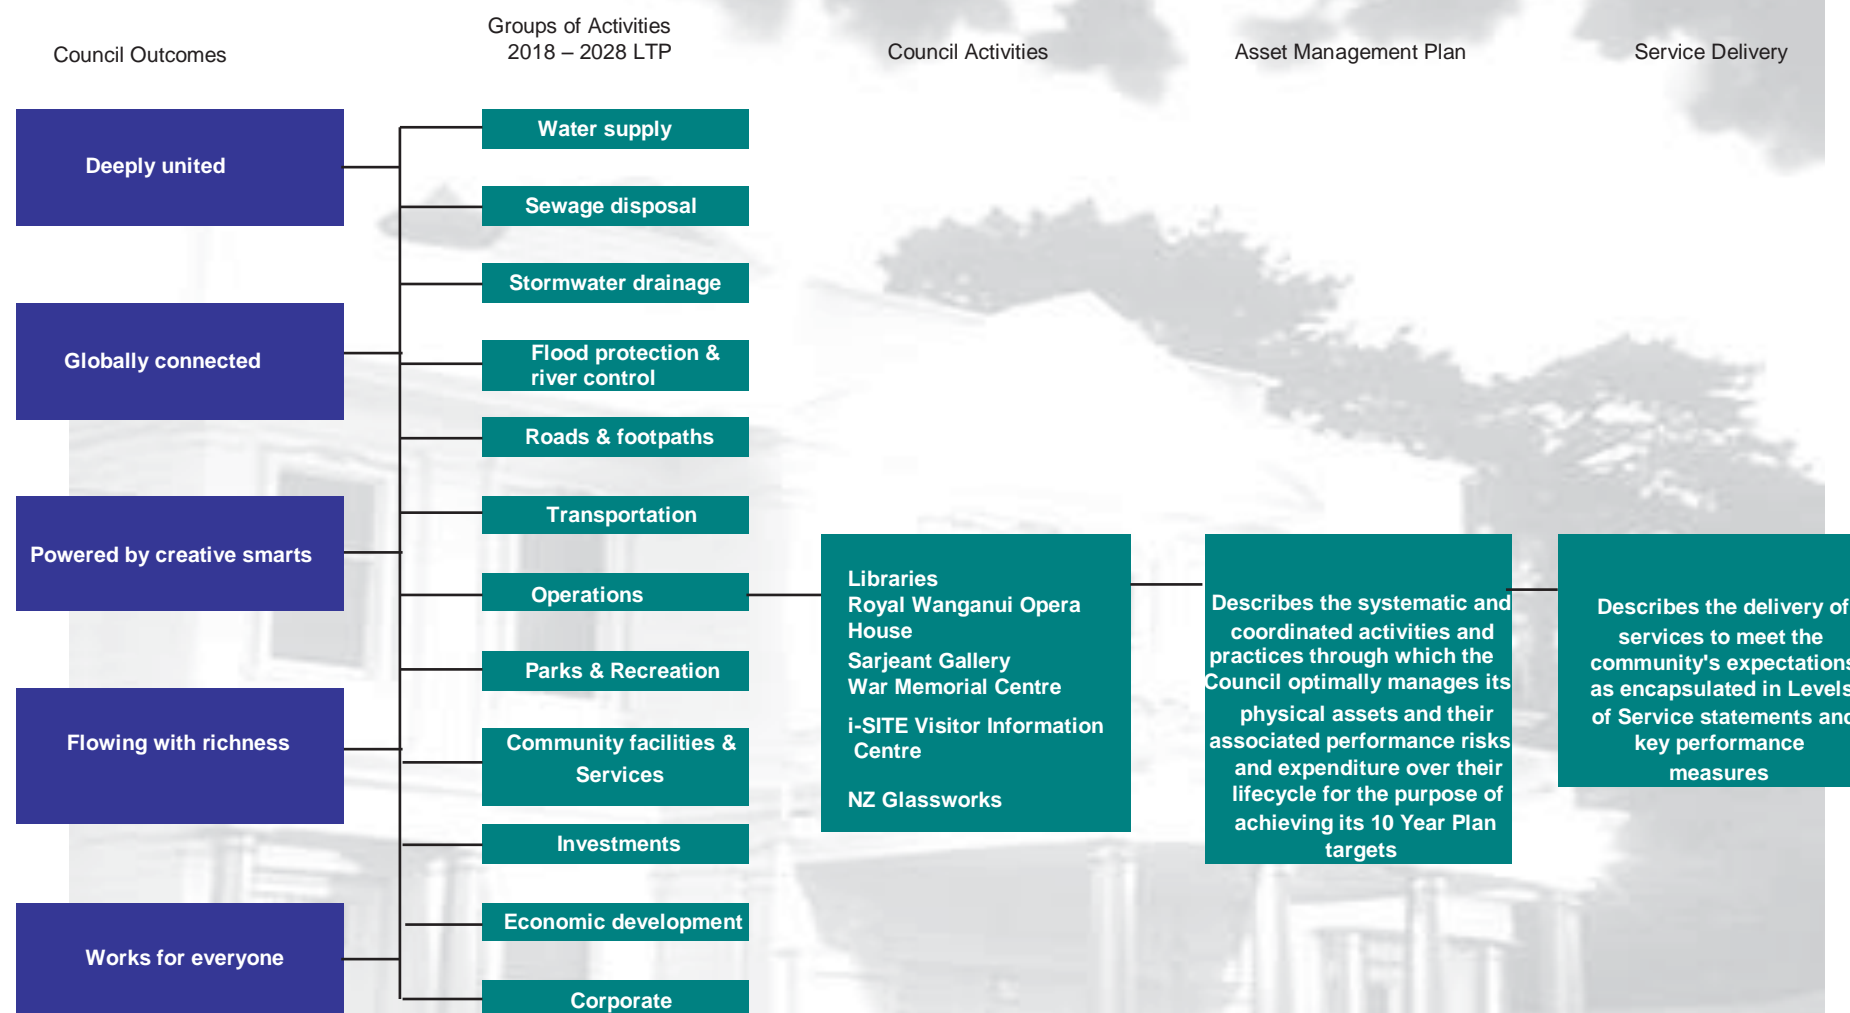 Council Outcomes
Groups of Activities
2018 – 2028 LTP
Council Activities
Asset Management Plan
Service Delivery
Deeply united
Globally connected
Powered by creative smarts
Flowing with richness
Works for everyone
Water supply
Sewage disposal
Stormwater drainage
Flood protection &
river control
Roads & footpaths
Transportation
Operations
Parks & Recreation
Community facilities &
Services
Investments
Economic development
Corporate
Libraries
Royal Wanganui Opera
House
Sarjeant Gallery
War Memorial Centre
i-SITE Visitor Information
Centre
NZ Glassworks
Describes the systematic and
coordinated activities and
practices through which the
Council optimally manages its
physical assets and their
associated performance risks
and expenditure over their
lifecycle for the purpose of
achieving its 10 Year Plan
targets
Describes the delivery of
services to meet the
community's expectations
as encapsulated in Levels
of Service statements and
key performance
measures